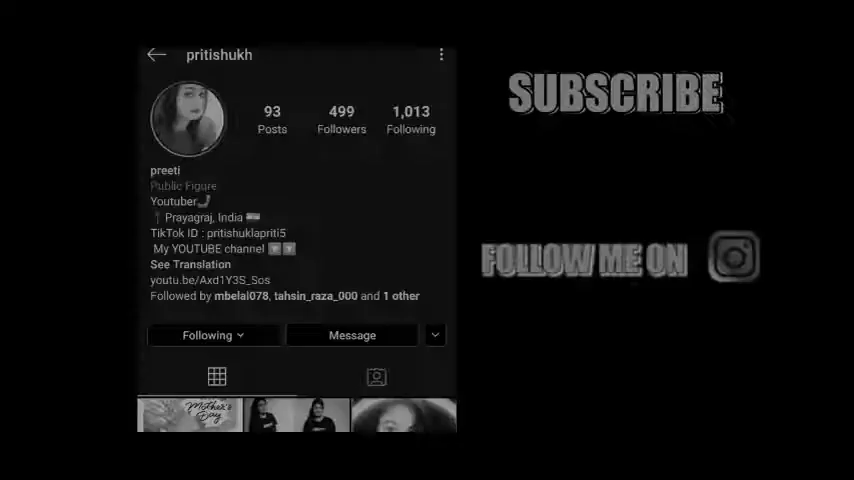 pritishukh
93 499 1,013
Posts Followers Following
preeti
Public Figure
Youtuber
Prayagraj, India
TikTok ID : pritishuklapriti5
My YOUTUBE channel
See Translation
youtu.be/Axd1Y3S_Sos
Followed by mbelal078, tahsin_raza_000 and 1 other
Following Message
Mother's
Day
SUBSCRIBE
FOLLOW ME ON